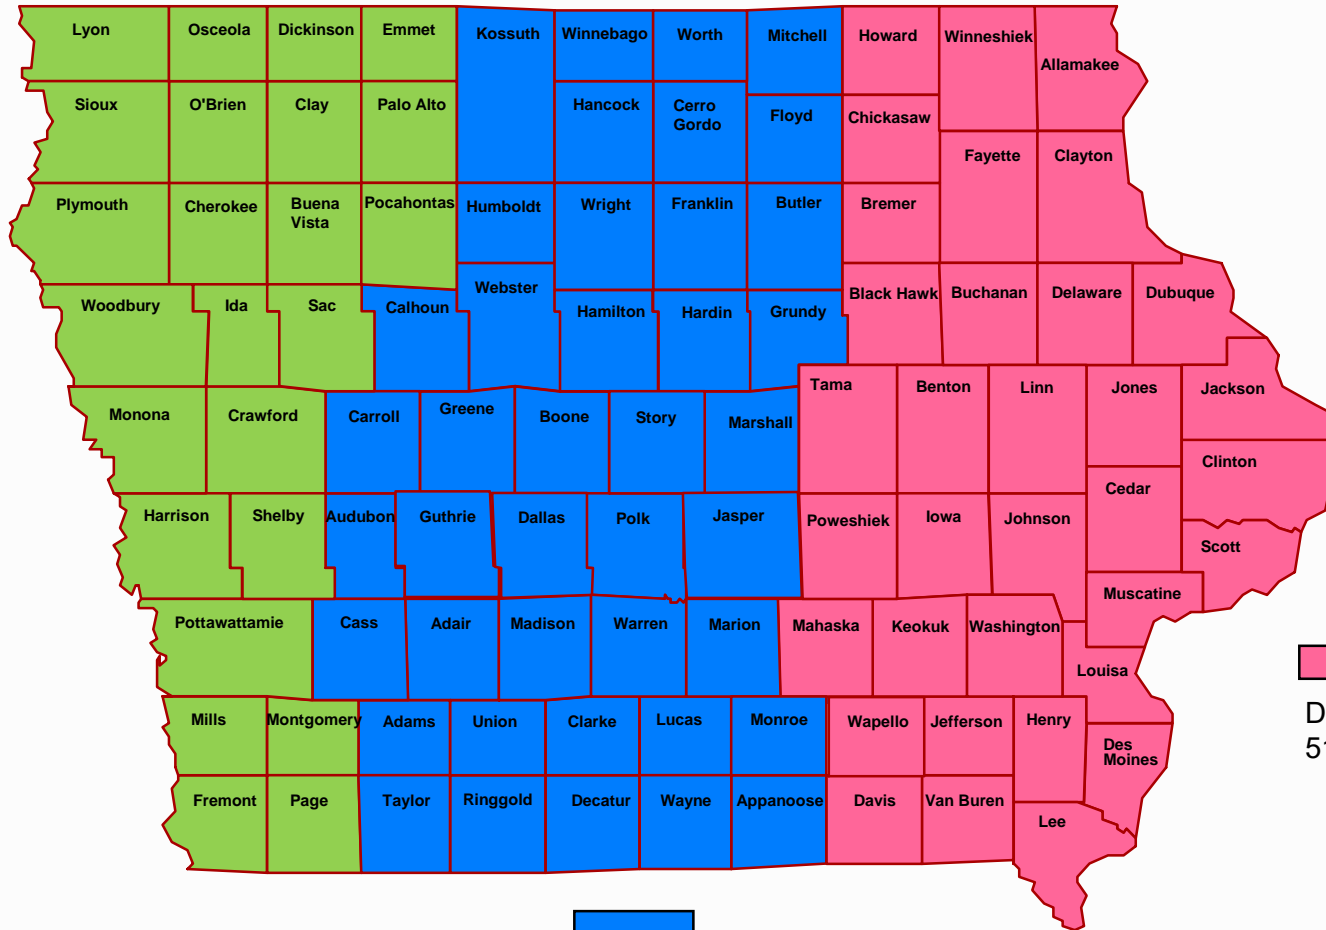 Lyon
Osceola
Dickinson
Emmet
Kossuth
Winnebago
Worth
Mitchell
Howard
Winneshiek
Allamakee
Sioux
O'Brien
Clay
Palo Alto
Hancock
Cerro
Gordo
Floyd
Chickasaw
Fayette
Clayton
Plymouth
Cherokee
Buena
Vista
Pocahontas
Humboldt
Wright
Franklin
Butler
Bremer
Woodbury
Ida
Sac
Calhoun
Webster
Hamilton
Hardin
Grundy
Black Hawk
Buchanan
Delaware
Dubuque
Monona
Crawford
Carroll
Greene
Boone
Story
Marshall
Tama
Benton
Linn
Jones
Jackson
Clinton
Cedar
Harrison
Shelby
Audubon
Guthrie
Dallas
Polk
Jasper
Poweshiek
Iowa
Johnson
Scott
Muscatine
Pottawattamie
Cass
Adair
Madison
Warren
Marion
Mahaska
Keokuk
Washington
Louisa
Mills
Montgomery
Adams
Union
Clarke
Lucas
Monroe
Wapello
Jefferson
Henry
Des
Moines
Fremont
Page
Taylor
Ringgold
Decatur
Wayne
Appanoose
Davis
Van Buren
Lee
D
51